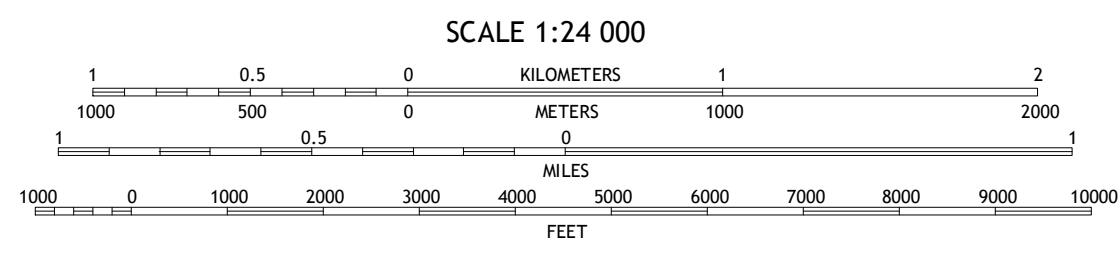 SCALE 1:24 000
1 0.5 0 KILOMETERS 1 2
1000 500 0 METERS 1000 2000
1 0.5 0 1
MILES
1000 0 1000 2000 3000 4000 5000 6000 7000 8000 9000 10000
FEET